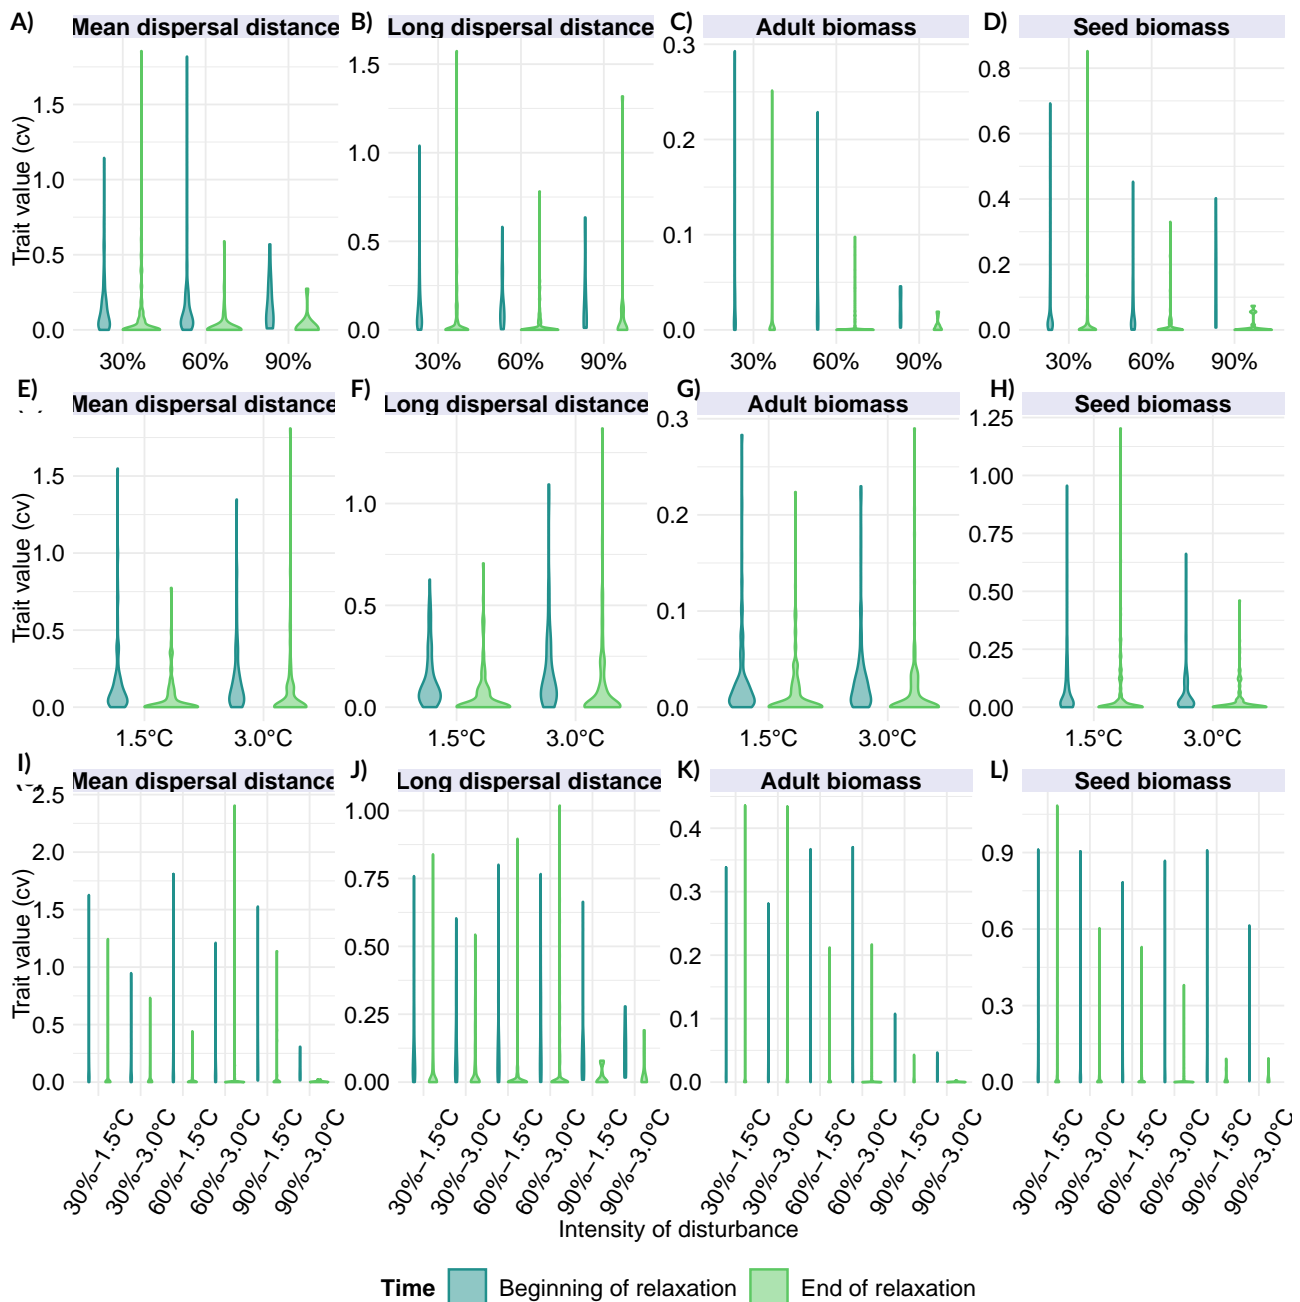 A) Mean dispersal distance B) Long dispersal distance C) Adult biomass D) Seed biomass
Trait value (cv)
1.5 1.0 0.5 0.0
1.5 1.0 0.5 0.0
0.3 0.2 0.1 0.0
0.8 0.6 0.4 0.2 0.0
30% 60% 90% 30% 60% 90% 30% 60% 90% 30% 60% 90%
E) Mean dispersal distance F) Long dispersal distance G) Adult biomass H) Seed biomass
Trait value (cv)
1.5 1.0 0.5 0.0
1.0 0.5 0.0
0.3 0.2 0.1 0.0
1.25 1.00 0.75 0.50 0.25 0.00
1.5°C 3.0°C 1.5°C 3.0°C 1.5°C 3.0°C 1.5°C 3.0°C
I) Mean dispersal distance J) Long dispersal distance K) Adult biomass L) Seed biomass
Trait value (cv)
2.5 2.0 1.5 1.0 0.5 0.0
1.00 0.75 0.50 0.25 0.00
0.4 0.3 0.2 0.1 0.0
0.9 0.6 0.3 0.0
30%−1.5°C 30%−3.0°C 60%−1.5°C 60%−3.0°C 90%−1.5°C 90%−3.0°C
30%−1.5°C 30%−3.0°C 60%−1.5°C 60%−3.0°C 90%−1.5°C 90%−3.0°C
30%−1.5°C 30%−3.0°C 60%−1.5°C 60%−3.0°C 90%−1.5°C 90%−3.0°C
30%−1.5°C 30%−3.0°C 60%−1.5°C 60%−3.0°C 90%−1.5°C 90%−3.0°C
Intensity of disturbance
Time Beginning of relaxation End of relaxation